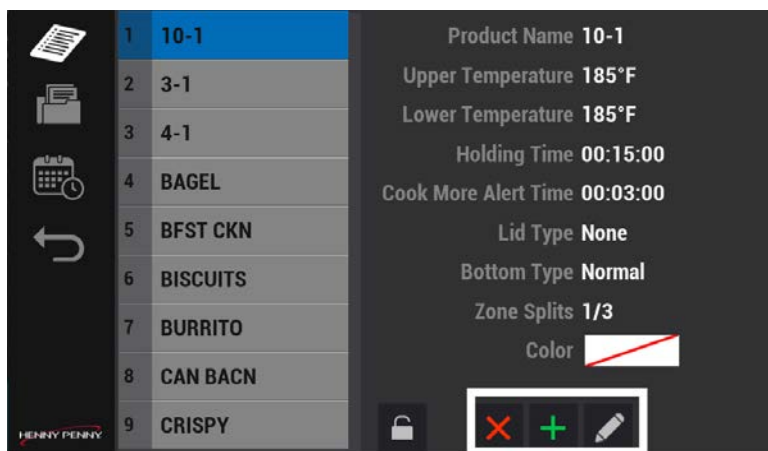 1 10-1
2 3-1
3 4-1
4 BAGEL
5 BFST CKN
6 BISCUITS
7 BURRITO
8 CAN BACN
9 CRISPY
Product Name 10-1
Upper Temperature 185°F
Lower Temperature 185°F
Holding Time 00:15:00
Cook More Alert Time 00:03:00
Lid Type None
Bottom Type Normal
Zone Splits 1/3
Color
HENNY PENNY